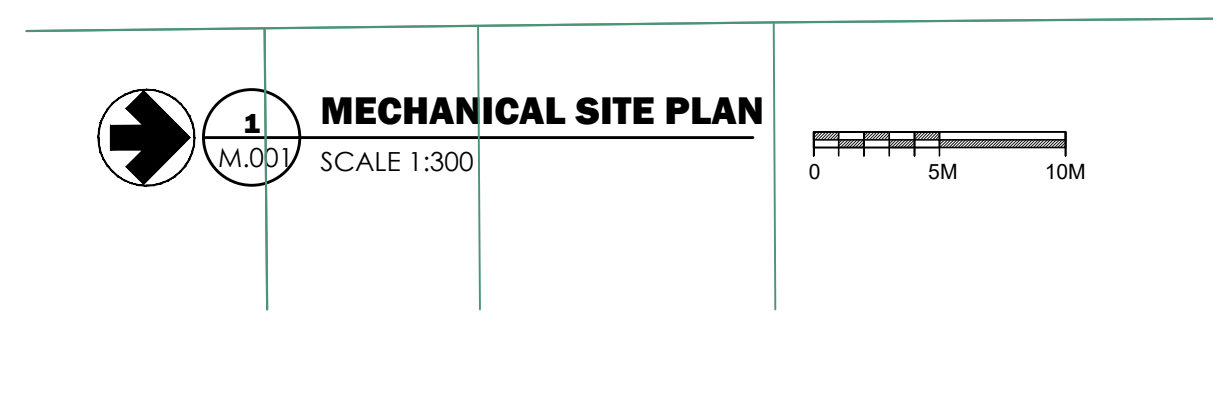 1
M.001
MECHANICAL SITE PLAN
SCALE 1:300
0 5M 10M